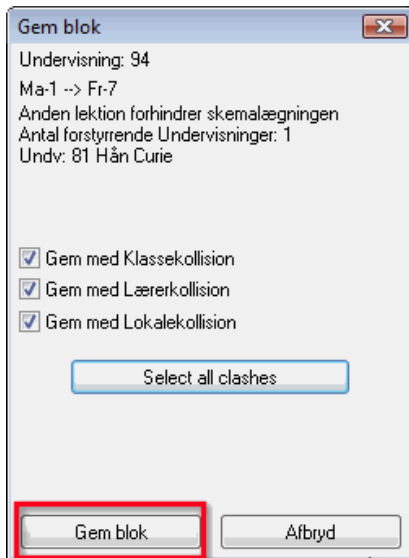 Gem blok
Undervisning: 94
Ma-1 --> Fr-7
Anden lektion forhindrer skemalægningen
Antal forstyrrende Undervisninger: 1
Undv: 81 Hån Curie
Gem med Klassekollision
Gem med Lærerkollision
Gem med Lokalekollision
Select all clashes
Gem blok
Afbryd